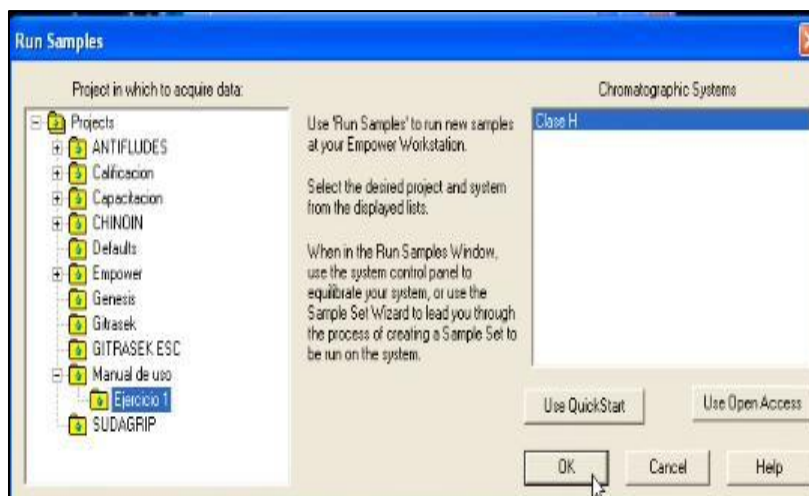 Run Samples
Project in which to acquire data:
Projects
ANTIFLUDES
Calificacion
Capacitacion
CHINOIN
Defaults
Empower
Genesis
Gitrasek
GITRASEK ESC
Manual de uso
Ejercicio 1
SUDAGRIP
Use 'Run Samples' to run new samples
at your Empower Workstation.
Select the desired project and system
from the displayed lists.
When in the Run Samples Window,
use the system control panel to
equilibrate your system, or use the
Sample Set Wizard to lead you through
the process of creating a Sample Set to
be run on the system.
Chromatographic Systems
Clase H
Use QuickStart
Use Open Access
OK
Cancel
Help